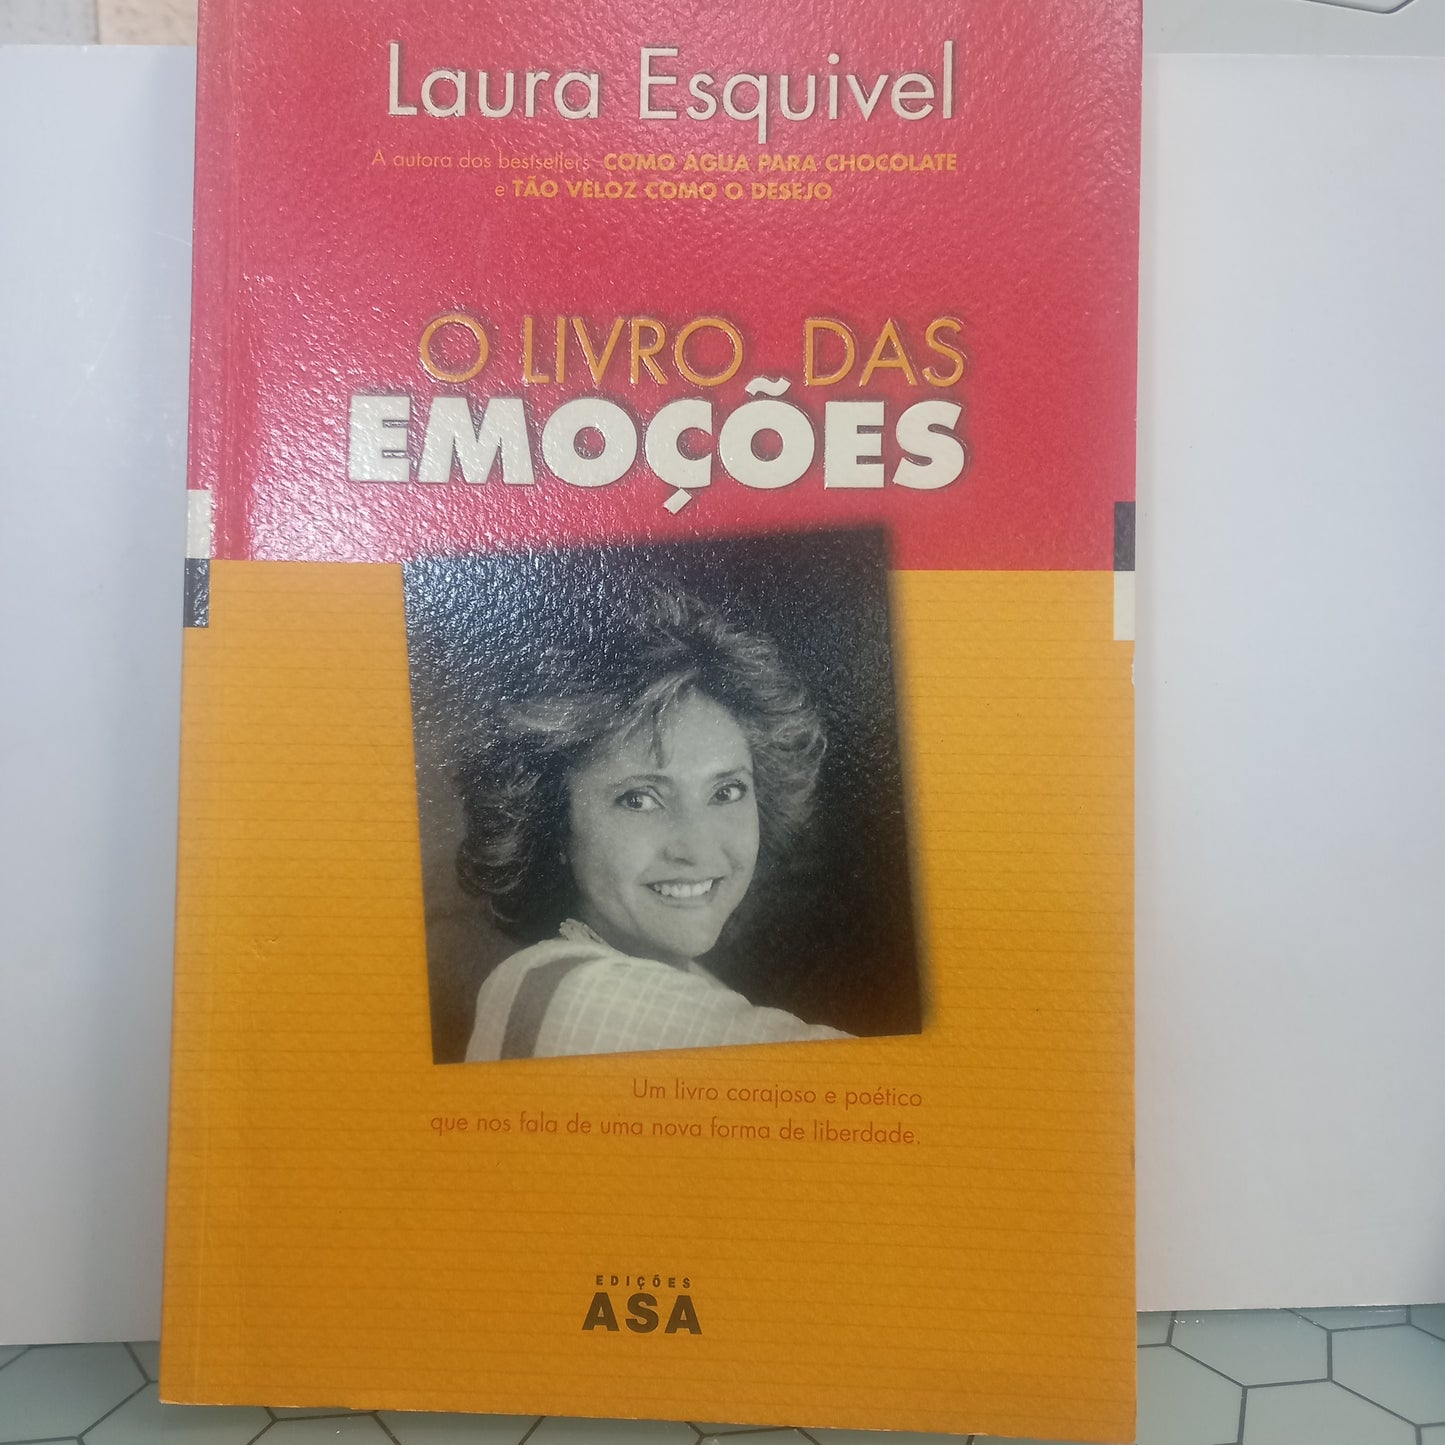 Laura Esquivel
A autora dos bestsellers COMO ÁGUA PARA CHOCOLATE
e TÃO VELOZ COMO O DESEJO
O LIVRO DAS
EMOÇÕES
Um livro corajoso e poético
que nos fala de uma nova forma de liberdade.
EDIÇÕES
ASA